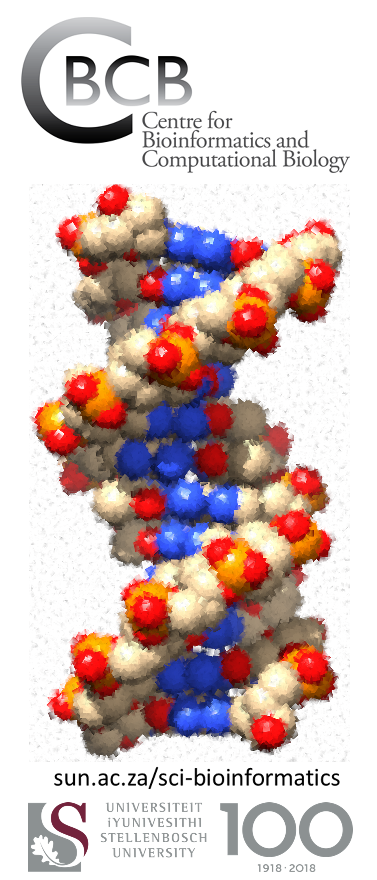 CBCB
Centre for
Bioinformatics and
Computational Biology
sun.ac.za/sci-bioinformatics
S
UNIVERSITEIT
iYUNIVESITHI
STELLENBOSCH
UNIVERSITY
100
1918·2018